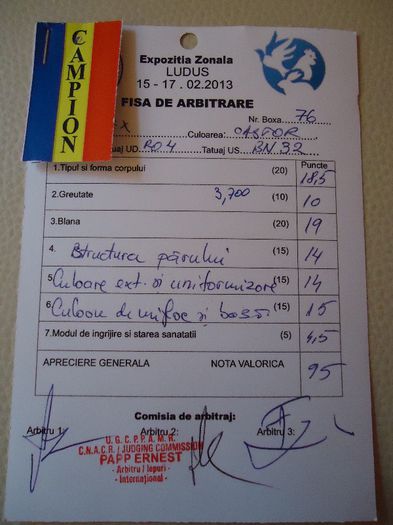 CAMPION
Expozitia Zonala
LUDUS
15 - 17 . 02.2013
FISA DE ARBITRARE
Nr. Boxa 76
Culoarea: CASTOR
Tatuaj UD. RO4 Tatuaj US. BN 32
1.Tipul si forma corpului (20) Puncte 18,5
2.Greutate 3,700 (10) 10
3.Blana (20) 19
4. Structura părului (15) 14
5 Culoare ext. si uniformizare (15) 14
6 Culoare de mijloc și bază (15) 15
7.Modul de ingrijire si starea sanatatii (5) 4,5
APRECIERE GENERALA NOTA VALORICA 95
Comisia de arbitraj:
Arbitru 1: Arbitru 2: Arbitru 3:
U. G. C. P. P. A. M. R.
C.N.A.C.R. / JUDGING COMMISSION
PAPP ERNEST
- Arbitru / Iepuri -
- International -